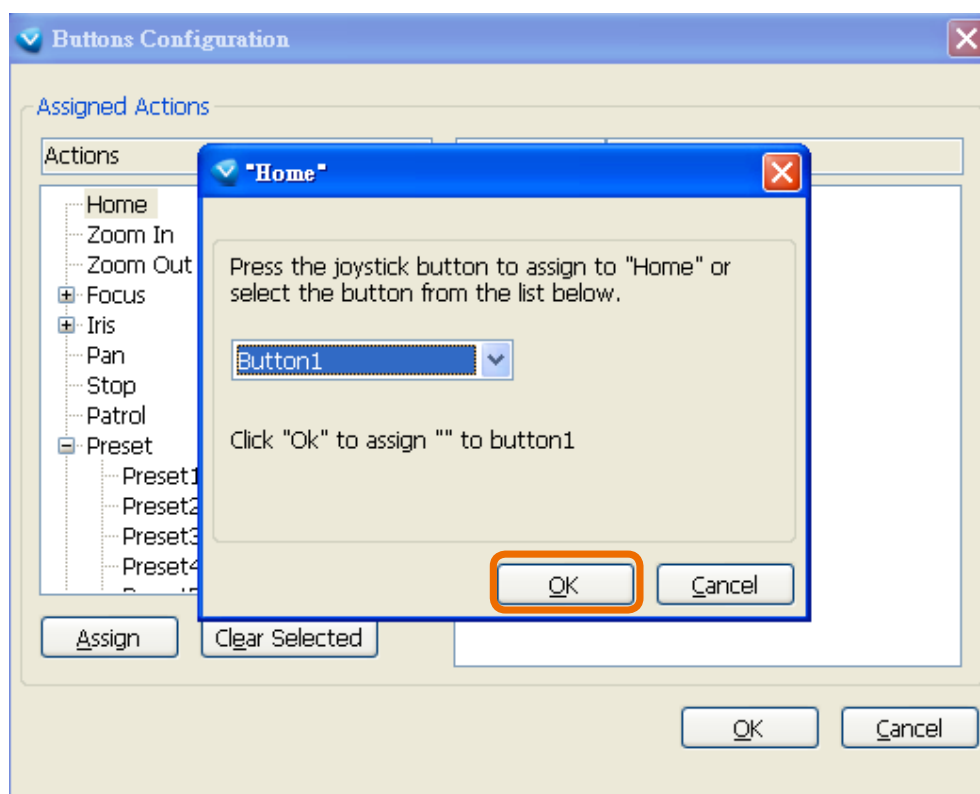 Buttons Configuration
Assigned Actions
Actions
Home
Zoom In
Zoom Out
Focus
Iris
Pan
Stop
Patrol
Preset
Preset1
Preset2
Preset3
Preset4
"Home"
Press the joystick button to assign to "Home" or
select the button from the list below.
Button1
Click "Ok" to assign "" to button1
OK
Cancel
Assign
Clear Selected
OK
Cancel